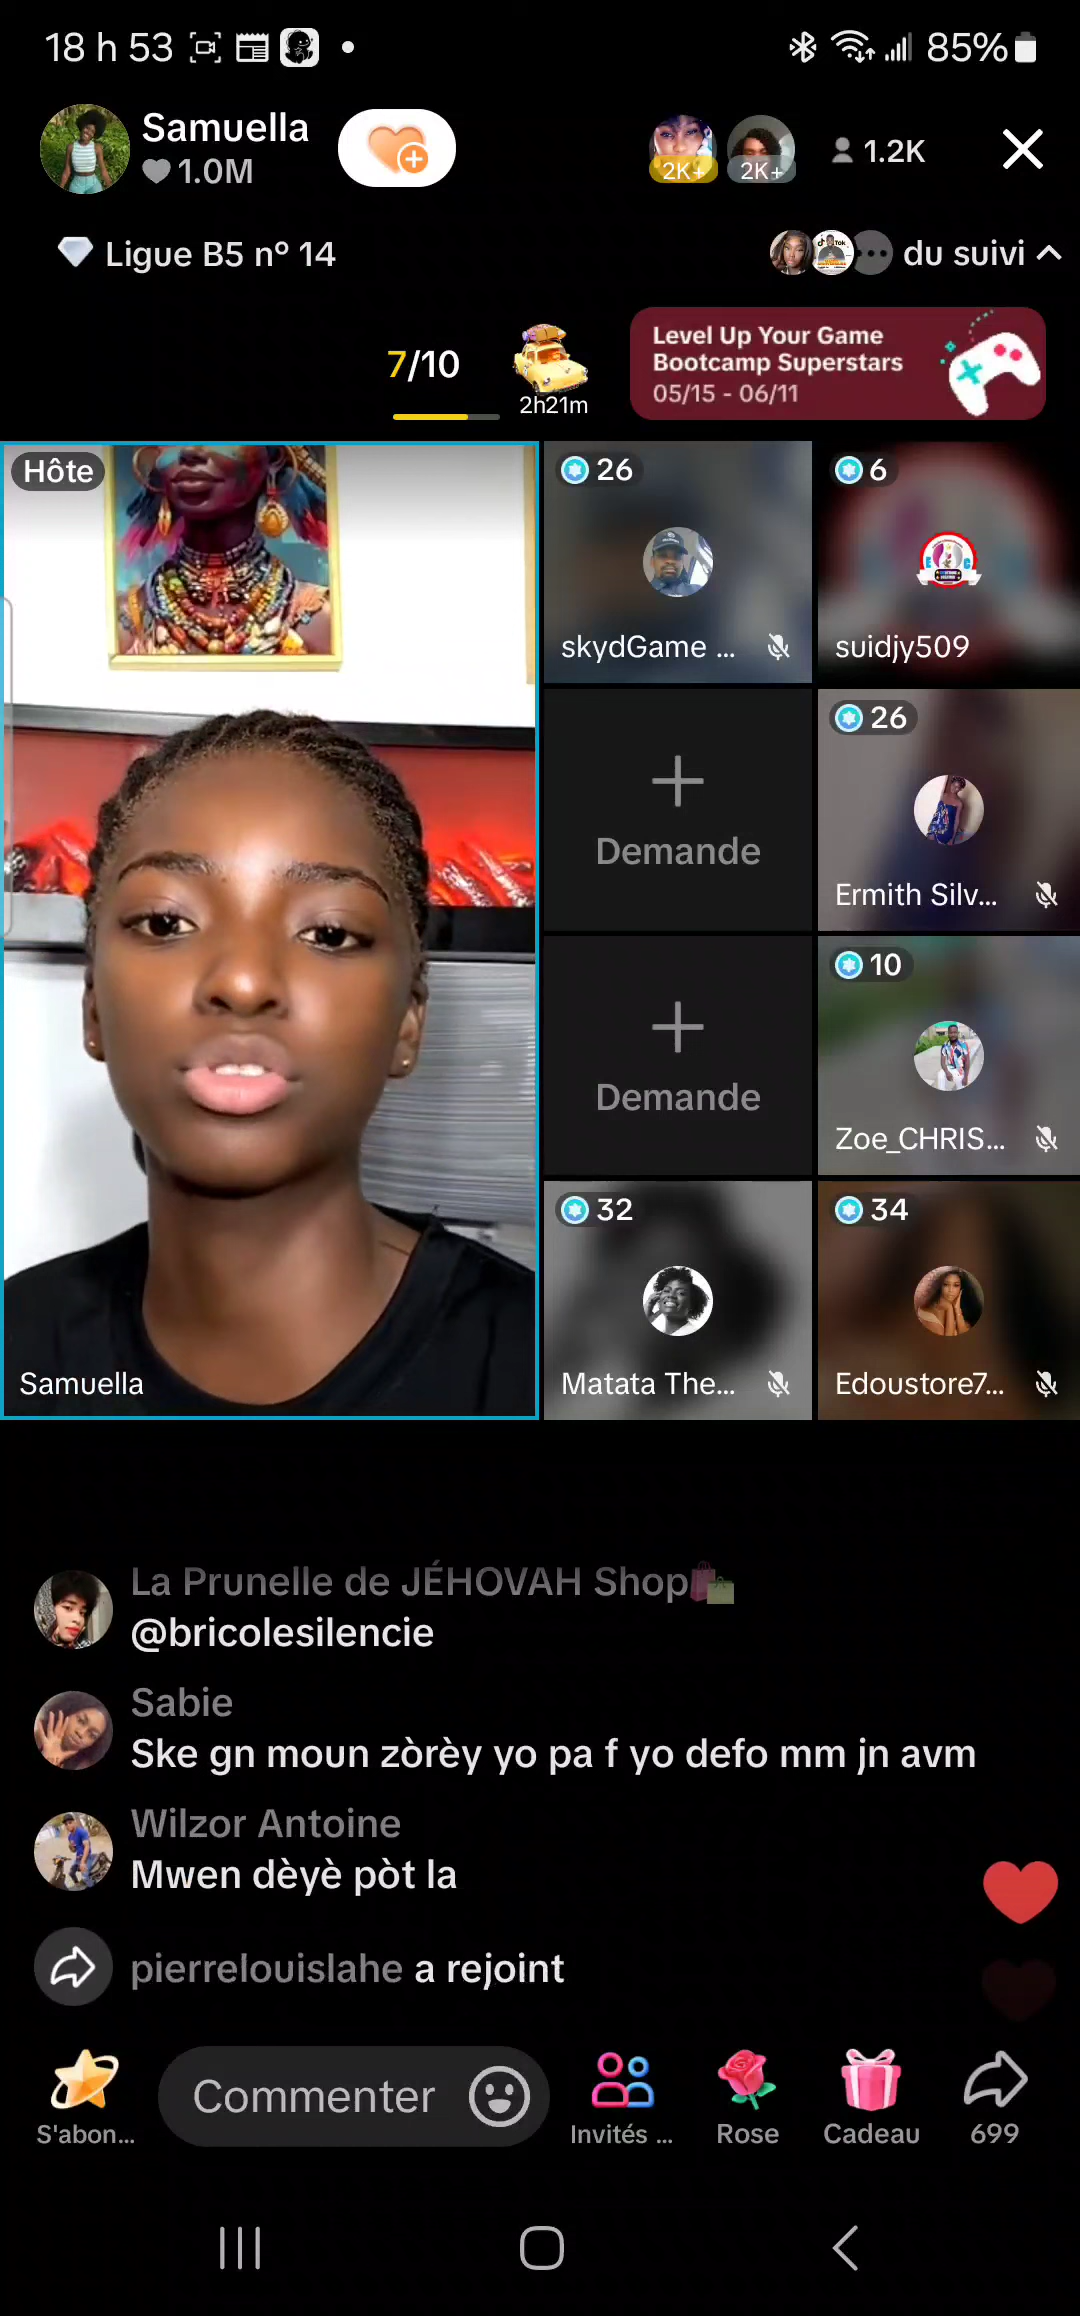 18 h 53
85%
Samuella
1.0M
2K+
2K+
1.2K
Ligue B5 nº 14
du suivi
7/10
2h21m
Level Up Your Game
Bootcamp Superstars
05/15 - 06/11
Hôte
26
6
skydGame ...
suidjy509
26
Demande
Ermith Silv...
10
Demande
Zoe_CHRIS...
32
34
Samuella
Matata The...
Edoustore7...
La Prunelle de JÉHOVAH Shop
@bricolesilencie
Sabie
Ske gn moun zòrèy yo pa f yo defo mm jn avm
Wilzor Antoine
Mwen dèyè pòt la
pierrelouislahe a rejoint
Commenter
S'abon...
Invités ...
Rose
Cadeau
699